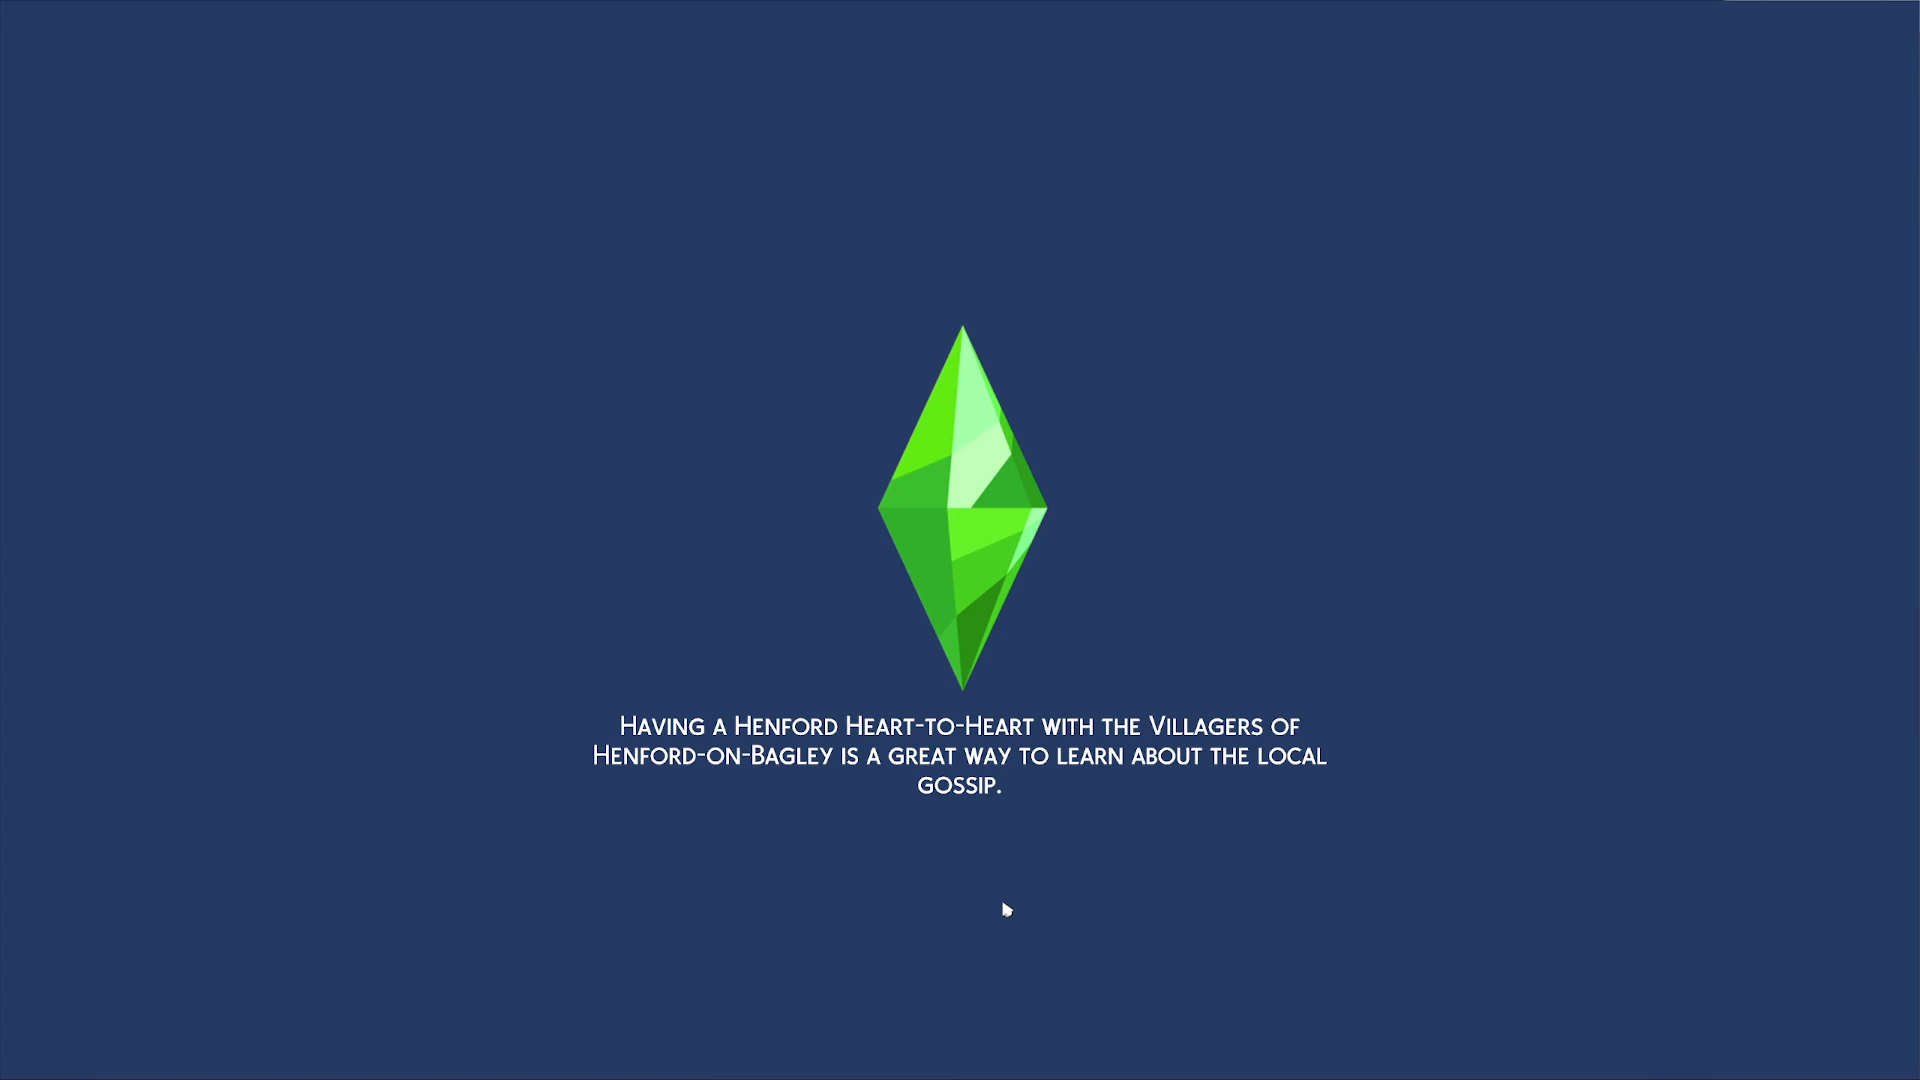 Having a Henford Heart-to-Heart with the Villagers of
Henford-on-Bagley is a great way to learn about the local
gossip.